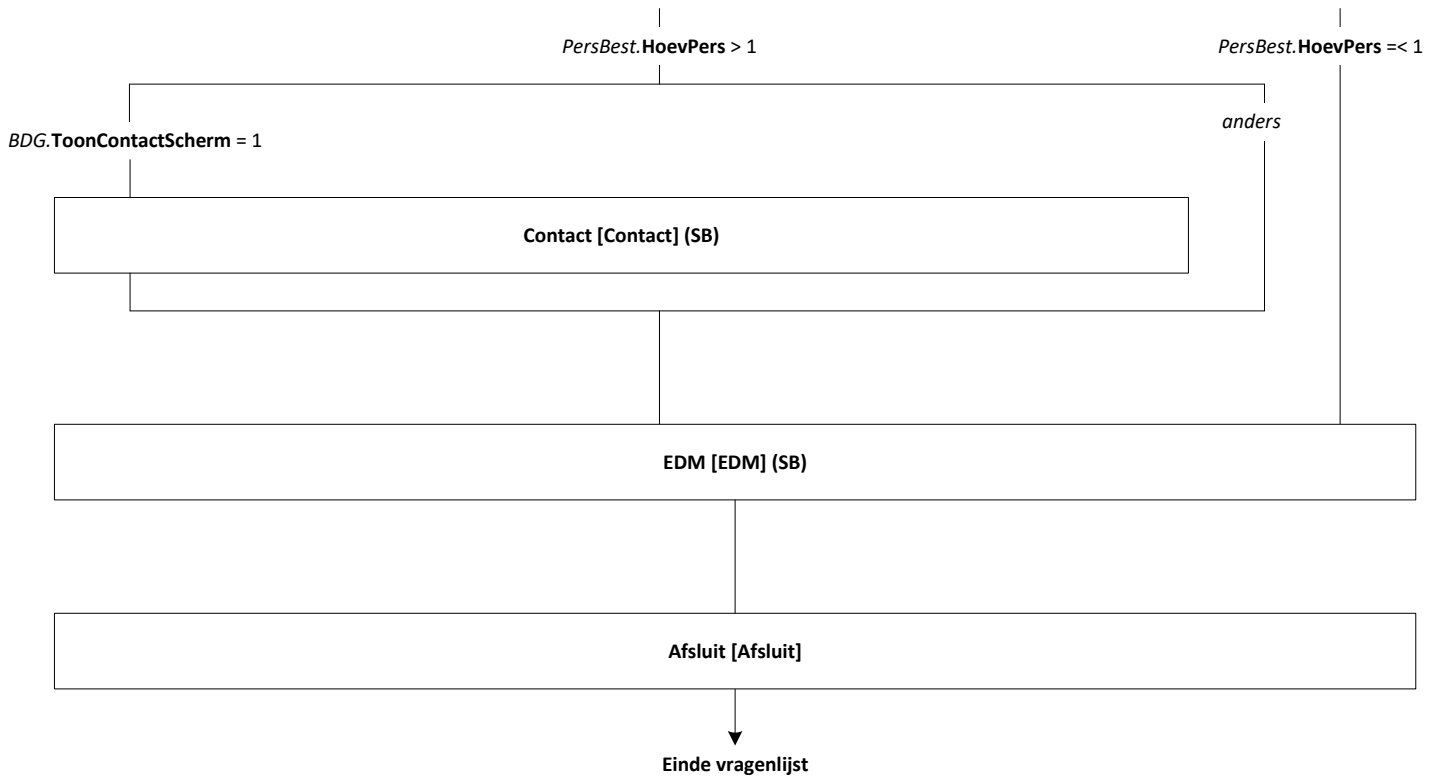 PersBest.HoevPers > 1
PersBest.HoevPers =< 1
BDG.ToonContactScherm = 1
anders
Contact [Contact] (SB)
EDM [EDM] (SB)
Afsluit [Afsluit]
Einde vragenlijst